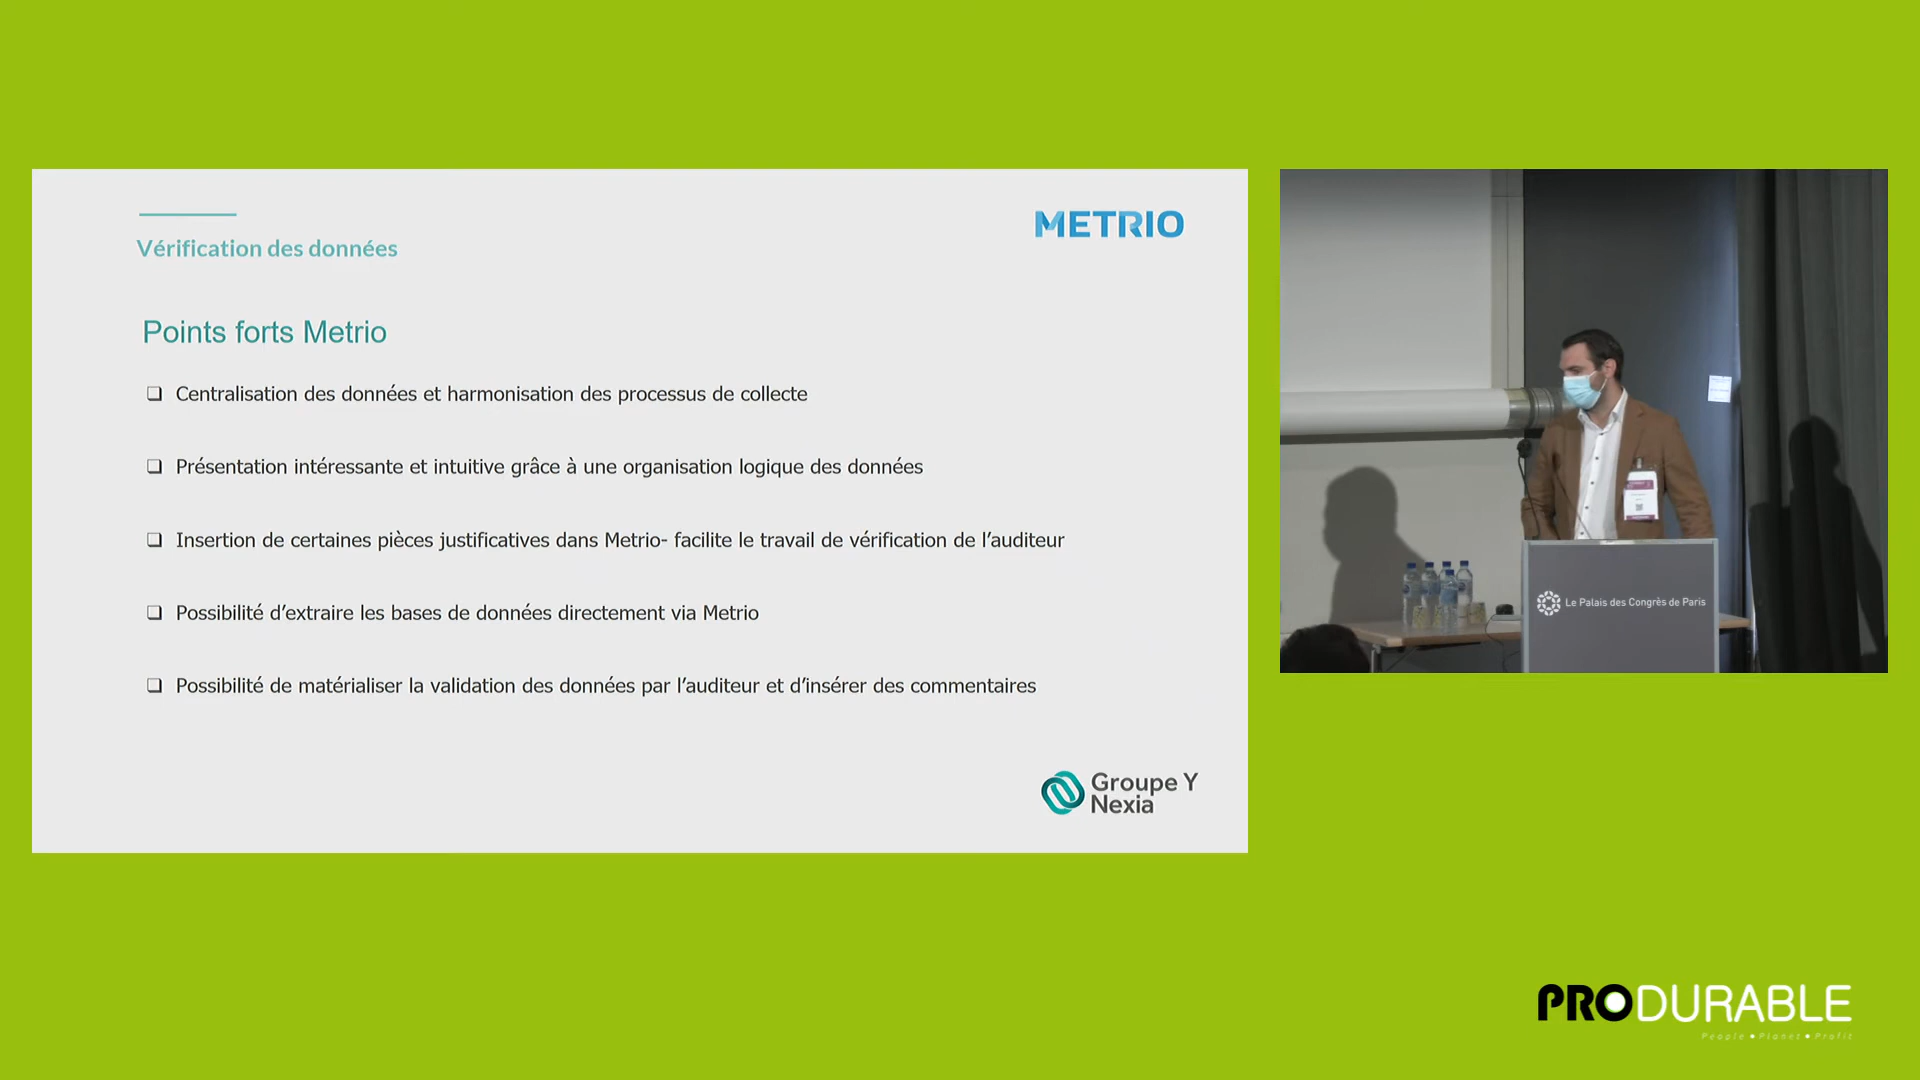 METRIO
Vérification des données
Points forts Metrio
❑ Centralisation des données et harmonisation des processus de collecte
❑ Présentation intéressante et intuitive grâce à une organisation logique des données
❑ Insertion de certaines pièces justificatives dans Metrio- facilite le travail de vérification de l’auditeur
❑ Possibilité d’extraire les bases de données directement via Metrio
❑ Possibilité de matérialiser la validation des données par l’auditeur et d’insérer des commentaires
Groupe Y
Nexia
Le Palais des Congrès de Paris
PRODURABLE
People • Planet • Profit